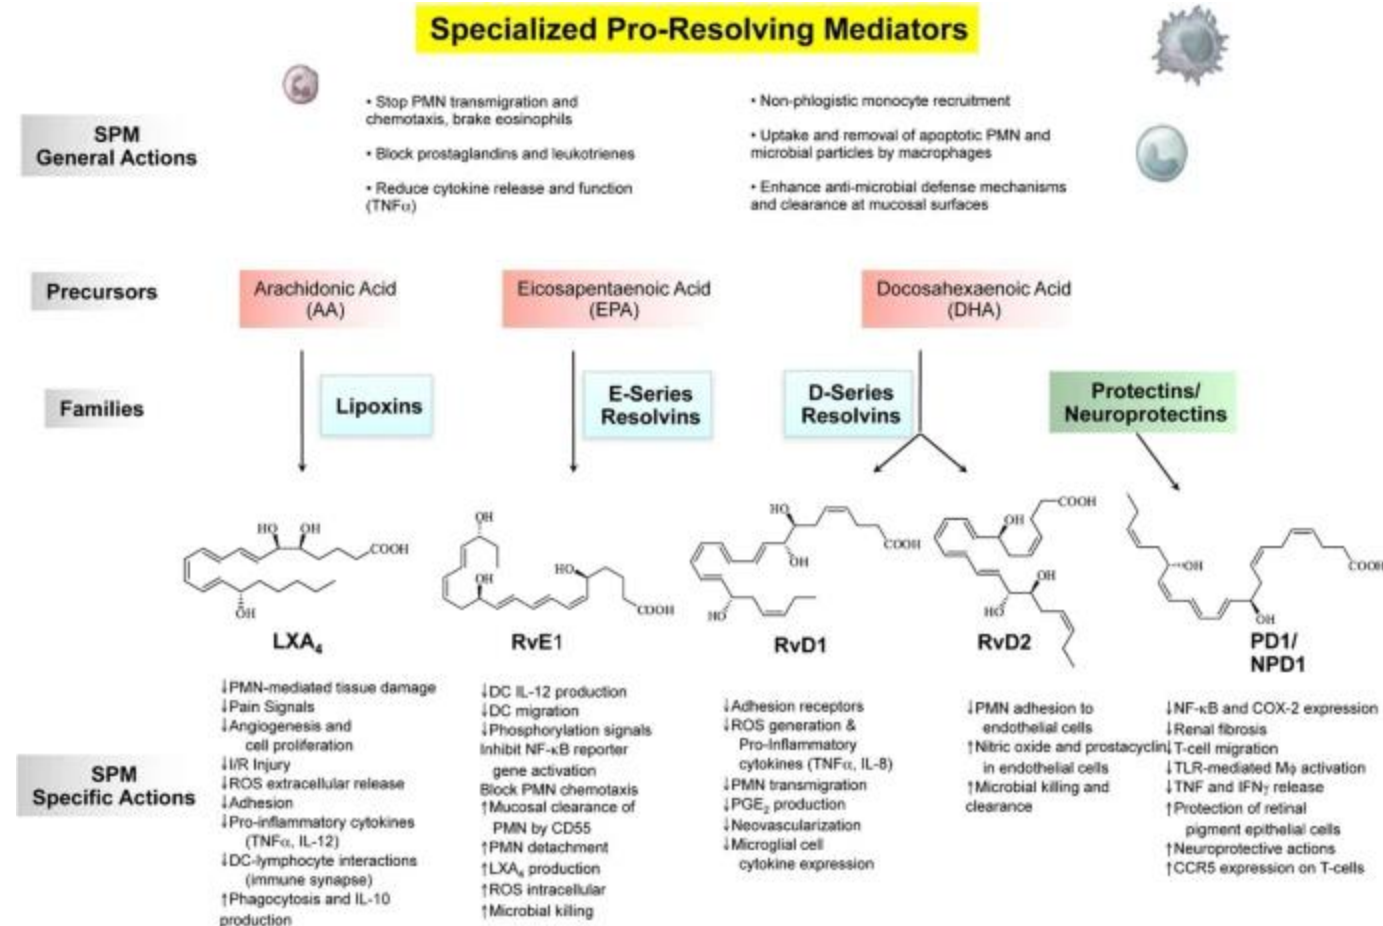 Specialized Pro-Resolving Mediators
SPM
General Actions
• Stop PMN transmigration and
chemotaxis, brake eosinophils
• Block prostaglandins and leukotrienes
• Reduce cytokine release and function
(TNFα)
• Non-phlogistic monocyte recruitment
• Uptake and removal of apoptotic PMN and
microbial particles by macrophages
• Enhance anti-microbial defense mechanisms
and clearance at mucosal surfaces
Precursors
Arachidonic Acid
(AA)
Eicosapentaenoic Acid
(EPA)
Docosahexaenoic Acid
(DHA)
Families
Lipoxins
E-Series
Resolvins
D-Series
Resolvins
Protectins/
Neuroprotectins
HO OH
COOH
OH
LXA₄
OH
OH
HO
COOH
RvE1
HO
COOH
OH
HO
RvD1
COOH
OH
OH
HO
RvD2
OH
COOH
OH
PD1/
NPD1
SPM
Specific Actions
↓PMN-mediated tissue damage
↓Pain Signals
↓Angiogenesis and
cell proliferation
↓I/R Injury
↓ROS extracellular release
↓Adhesion
↓Pro-inflammatory cytokines
(TNFα, IL-12)
↓DC-lymphocyte interactions
(immune synapse)
↑Phagocytosis and IL-10
production
↓DC IL-12 production
↓DC migration
↓Phosphorylation signals
Inhibit NF-κB reporter
gene activation
Block PMN chemotaxis
↑Mucosal clearance of
PMN by CD55
↑PMN detachment
↑LXA₄ production
↑ROS intracellular
↑Microbial killing
↓Adhesion receptors
↓ROS generation &
Pro-Inflammatory
cytokines (TNFα, IL-8)
↓PMN transmigration
↓PGE₂ production
↓Neovascularization
↓Microglial cell
cytokine expression
↓PMN adhesion to
endothelial cells
↑Nitric oxide and prostacyclin
in endothelial cells
↑Microbial killing and
clearance
↓NF-κB and COX-2 expression
↓Renal fibrosis
↓T-cell migration
↓TLR-mediated Mϕ activation
↓TNF and IFNγ release
↑Protection of retinal
pigment epithelial cells
↑Neuroprotective actions
↑CCR5 expression on T-cells